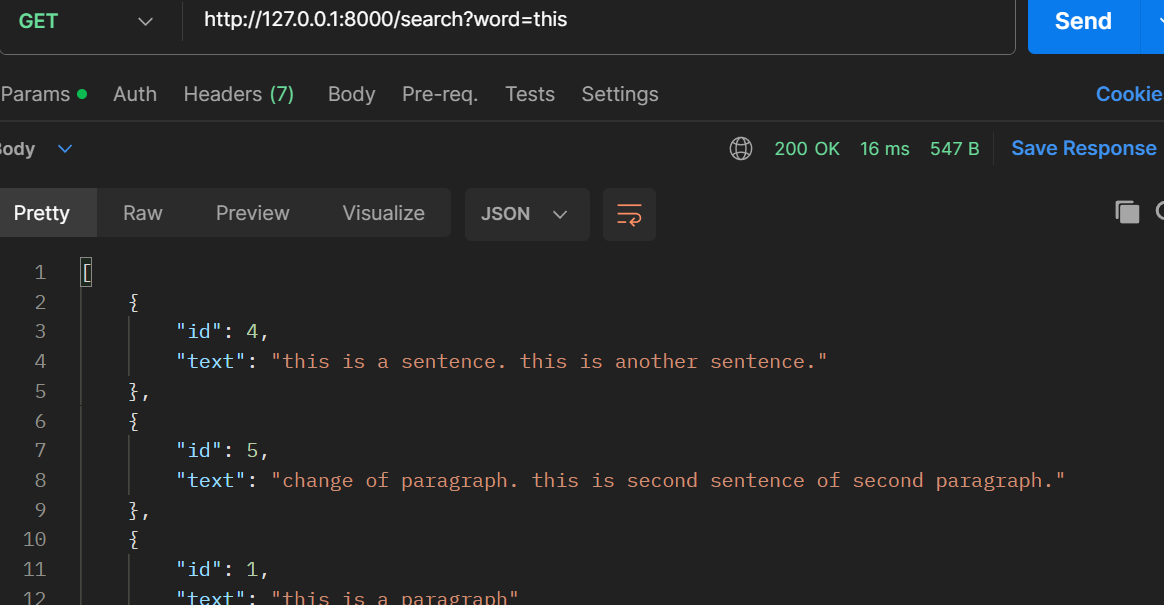 GET http://127.0.0.1:8000/search?word=this Send
Params Auth Headers (7) Body Pre-req. Tests Settings Cookie
ody 200 OK 16 ms 547 B Save Response
Pretty Raw Preview Visualize JSON
1 [
2 {
3 "id": 4,
4 "text": "this is a sentence. this is another sentence."
5 },
6 {
7 "id": 5,
8 "text": "change of paragraph. this is second sentence of second paragraph."
9 },
10 {
11 "id": 1,
12 "text": "this is a paragraph"